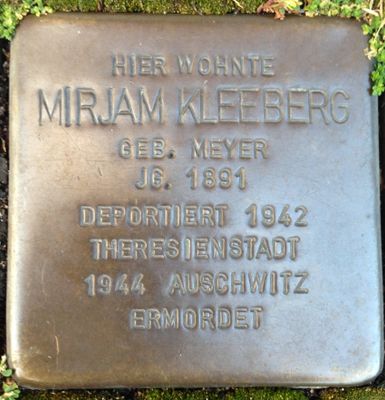 HIER WOHNTE
MIRJAM KLEEBERG
GEB. MEYER
JG. 1891
DEPORTIERT 1942
THERESIENSTADT
1944 AUSCHWITZ
ERMORDET